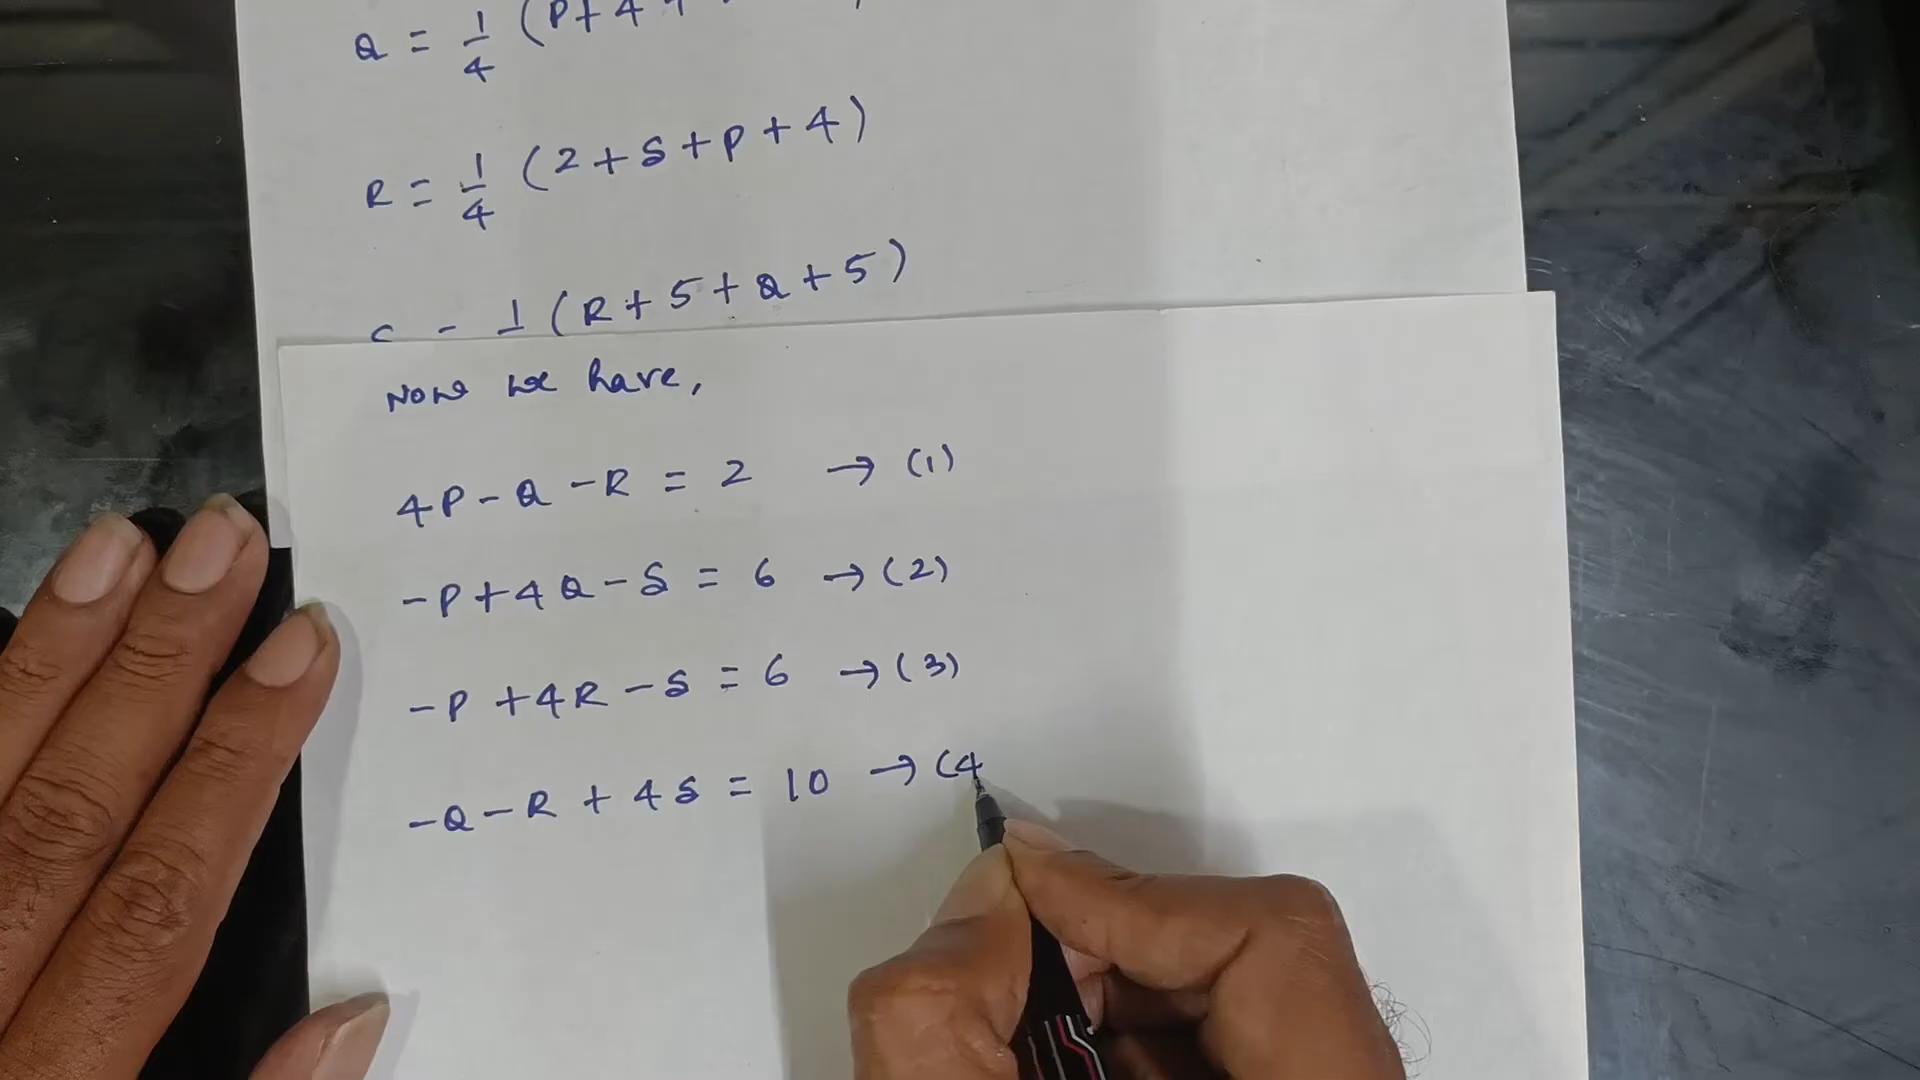 Q = 1/4 (P + 4 +
R = 1/4 (2 + S + P + 4)
S = 1 (R + 5 + Q + 5)
Now we have,
4P - Q - R = 2 → (1)
-P + 4Q - S = 6 → (2)
-P + 4R - S = 6 → (3)
-Q - R + 4S = 10 → (4